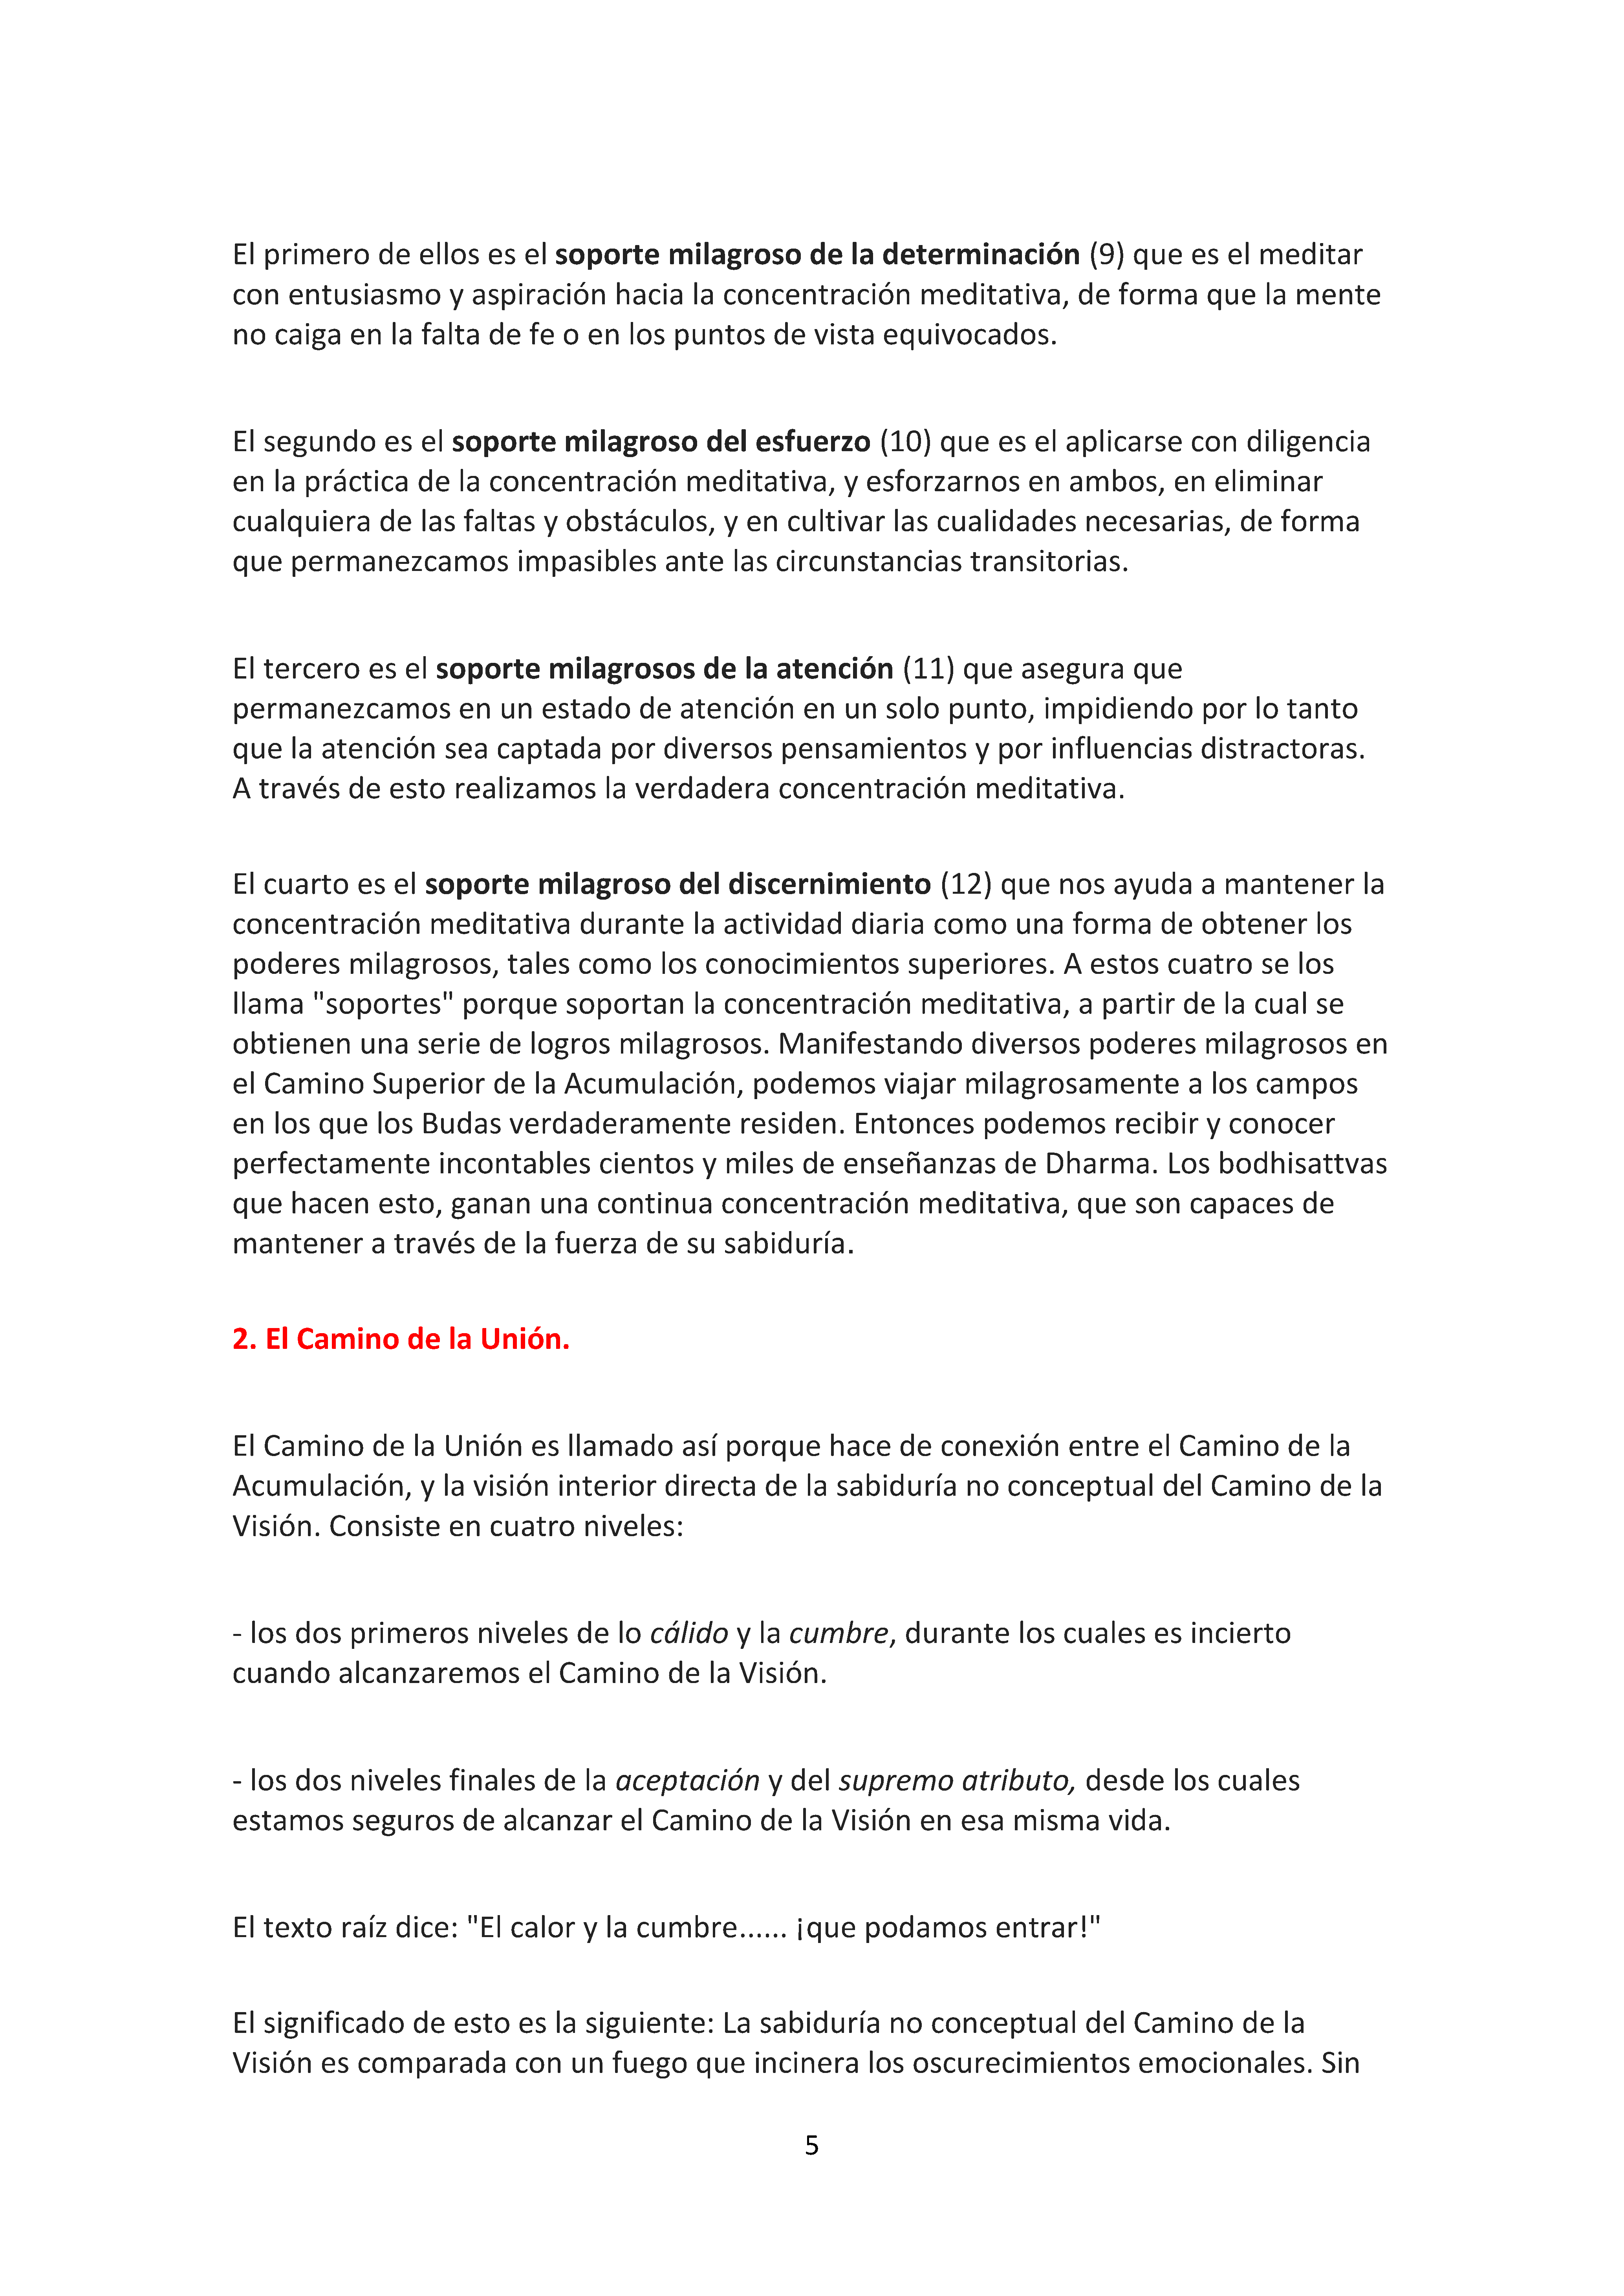 El primero de ellos es el soporte milagroso de la determinación (9) que es el meditar
con entusiasmo y aspiración hacia la concentración meditativa, de forma que la mente
no caiga en la falta de fe o en los puntos de vista equivocados.
El segundo es el soporte milagroso del esfuerzo (10) que es el aplicarse con diligencia
en la práctica de la concentración meditativa, y esforzarnos en ambos, en eliminar
cualquiera de las faltas y obstáculos, y en cultivar las cualidades necesarias, de forma
que permanezcamos impasibles ante las circunstancias transitorias.
El tercero es el soporte milagrosos de la atención (11) que asegura que
permanezcamos en un estado de atención en un solo punto, impidiendo por lo tanto
que la atención sea captada por diversos pensamientos y por influencias distractoras.
A través de esto realizamos la verdadera concentración meditativa.
El cuarto es el soporte milagroso del discernimiento (12) que nos ayuda a mantener la
concentración meditativa durante la actividad diaria como una forma de obtener los
poderes milagrosos, tales como los conocimientos superiores. A estos cuatro se los
llama "soportes" porque soportan la concentración meditativa, a partir de la cual se
obtienen una serie de logros milagrosos. Manifestando diversos poderes milagrosos en
el Camino Superior de la Acumulación, podemos viajar milagrosamente a los campos
en los que los Budas verdaderamente residen. Entonces podemos recibir y conocer
perfectamente incontables cientos y miles de enseñanzas de Dharma. Los bodhisattvas
que hacen esto, ganan una continua concentración meditativa, que son capaces de
mantener a través de la fuerza de su sabiduría.
2. El Camino de la Unión.
El Camino de la Unión es llamado así porque hace de conexión entre el Camino de la
Acumulación, y la visión interior directa de la sabiduría no conceptual del Camino de la
Visión. Consiste en cuatro niveles:
- los dos primeros niveles de lo cálido y la cumbre, durante los cuales es incierto
cuando alcanzaremos el Camino de la Visión.
- los dos niveles finales de la aceptación y del supremo atributo, desde los cuales
estamos seguros de alcanzar el Camino de la Visión en esa misma vida.
El texto raíz dice: "El calor y la cumbre...... ¡que podamos entrar!"
El significado de esto es la siguiente: La sabiduría no conceptual del Camino de la
Visión es comparada con un fuego que incinera los oscurecimientos emocionales. Sin
5